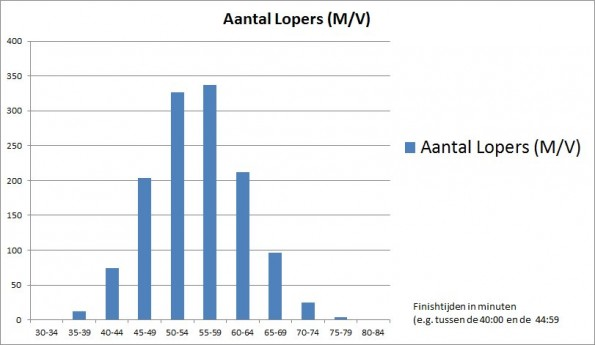 Aantal Lopers (M/V)
400
350
300
250
200
150
100
50
0
30-34 35-39 40-44 45-49 50-54 55-59 60-64 65-69 70-74 75-79 80-84
Aantal Lopers (M/V)
Finishtijden in minuten
(e.g. tussen de 40:00 en de 44:59